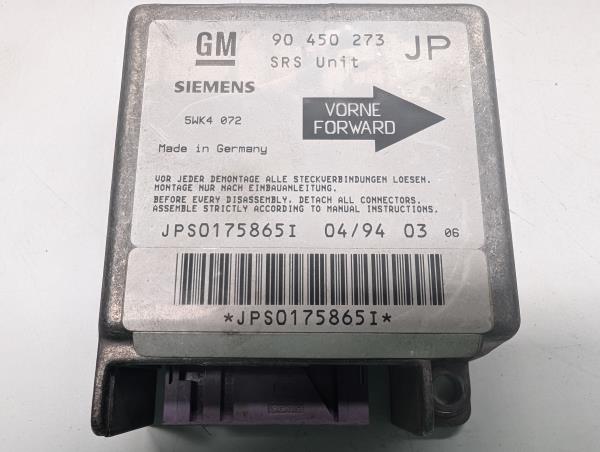 GM 90 450 273 JP
SRS Unit
SIEMENS
5WK4 072
VORNE
FORWARD
Made in Germany
VOR JEDER DEMONTAGE ALLE STECKVERBINDUNGEN LOESEN.
MONTAGE NUR NACH EINBAUANLEITUNG.
BEFORE EVERY DISASSEMBLY, DETACH ALL CONNECTORS.
ASSEMBLE STRICTLY ACCORDING TO MANUAL INSTRUCTIONS.
JPS0175865I 04/94 03 06
*JPS0175865I*